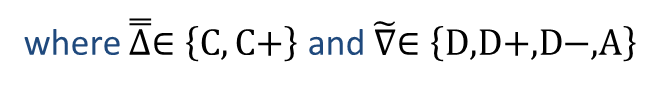 where Δ̿∈ {C, C+} and ∇̃∈ {D,D+,D−,A}